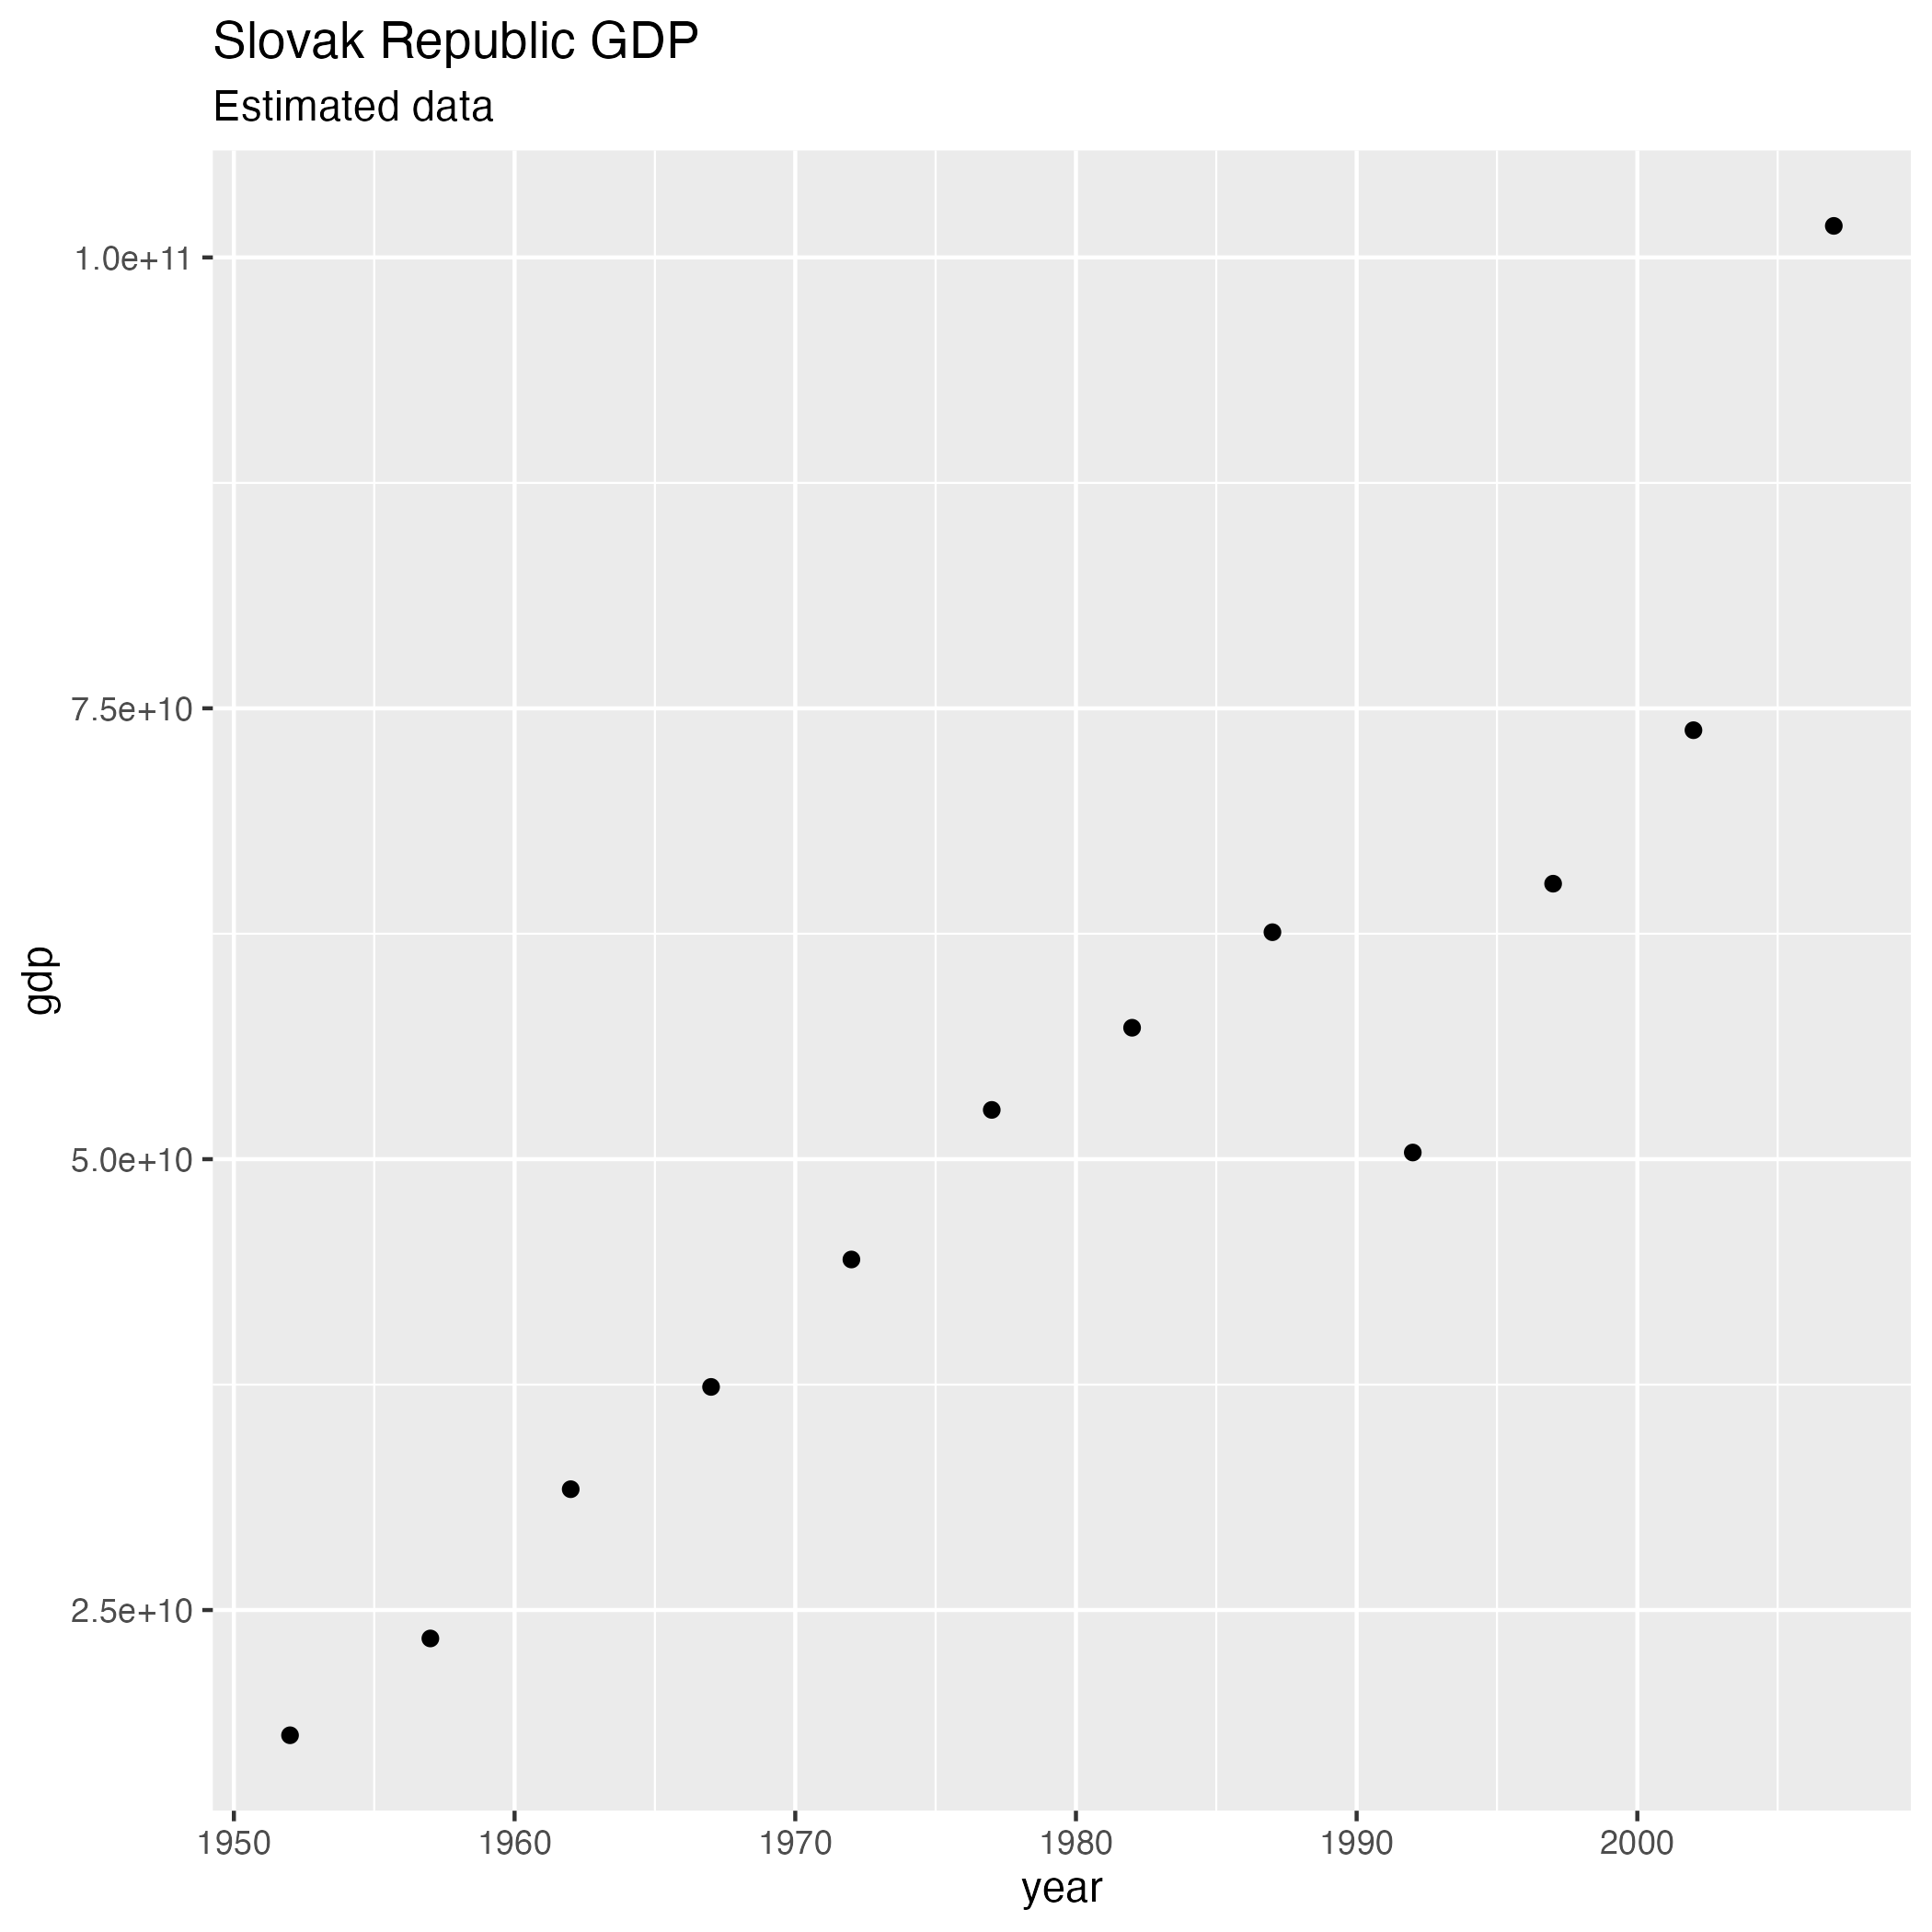 Slovak Republic GDP
Estimated data
1.0e+11
7.5e+10
5.0e+10
2.5e+10
gdp
1950 1960 1970 1980 1990 2000
year